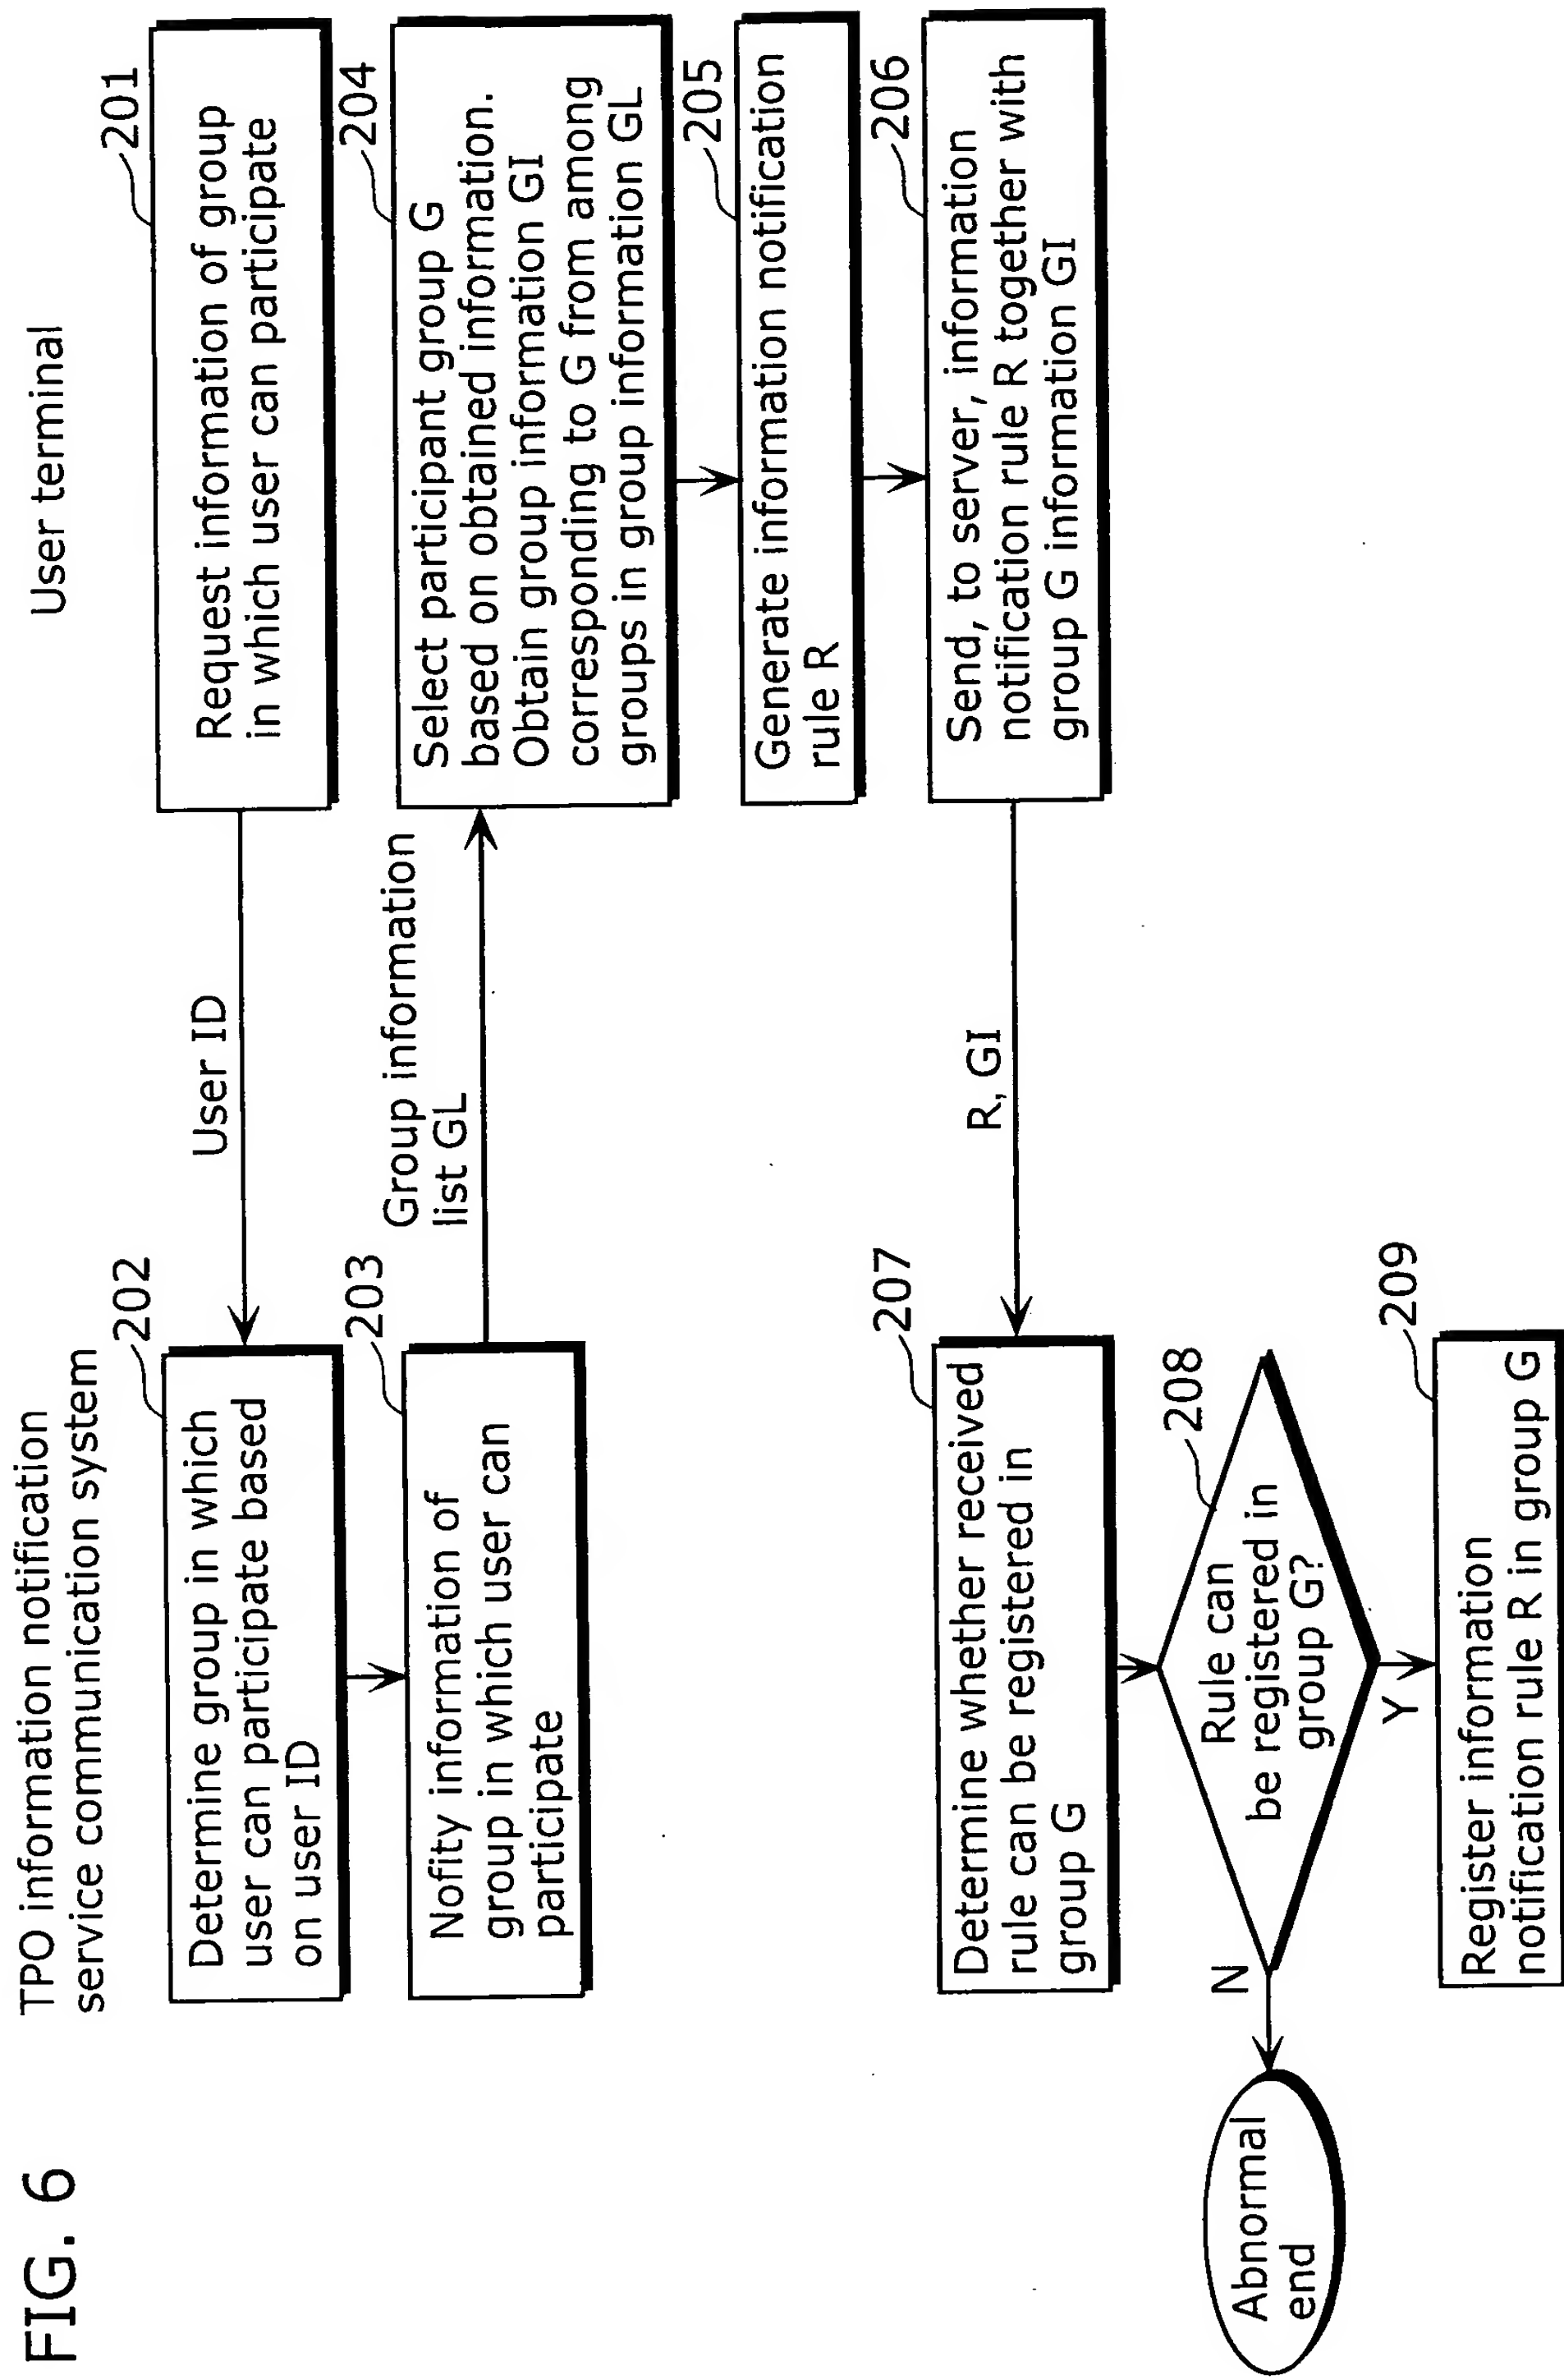 FIG. 6
TPO information notification
service communication system
User terminal
201
Request information of group
in which user can participate
User ID
202
Determine group in which
user can participate based
on user ID
203
Nofity information of
group in which user can
participate
Group information
list GL
204
Select participant group G
based on obtained information.
Obtain group information GI
corresponding to G from among
groups in group information GL
205
Generate information notification
rule R
206
Send, to server, information
notification rule R together with
group G information GI
R, GI
207
Determine whether received
rule can be registered in
group G
208
Rule can
be registered in
group G?
N
Abnormal
end
Y
209
Register information
notification rule R in group G